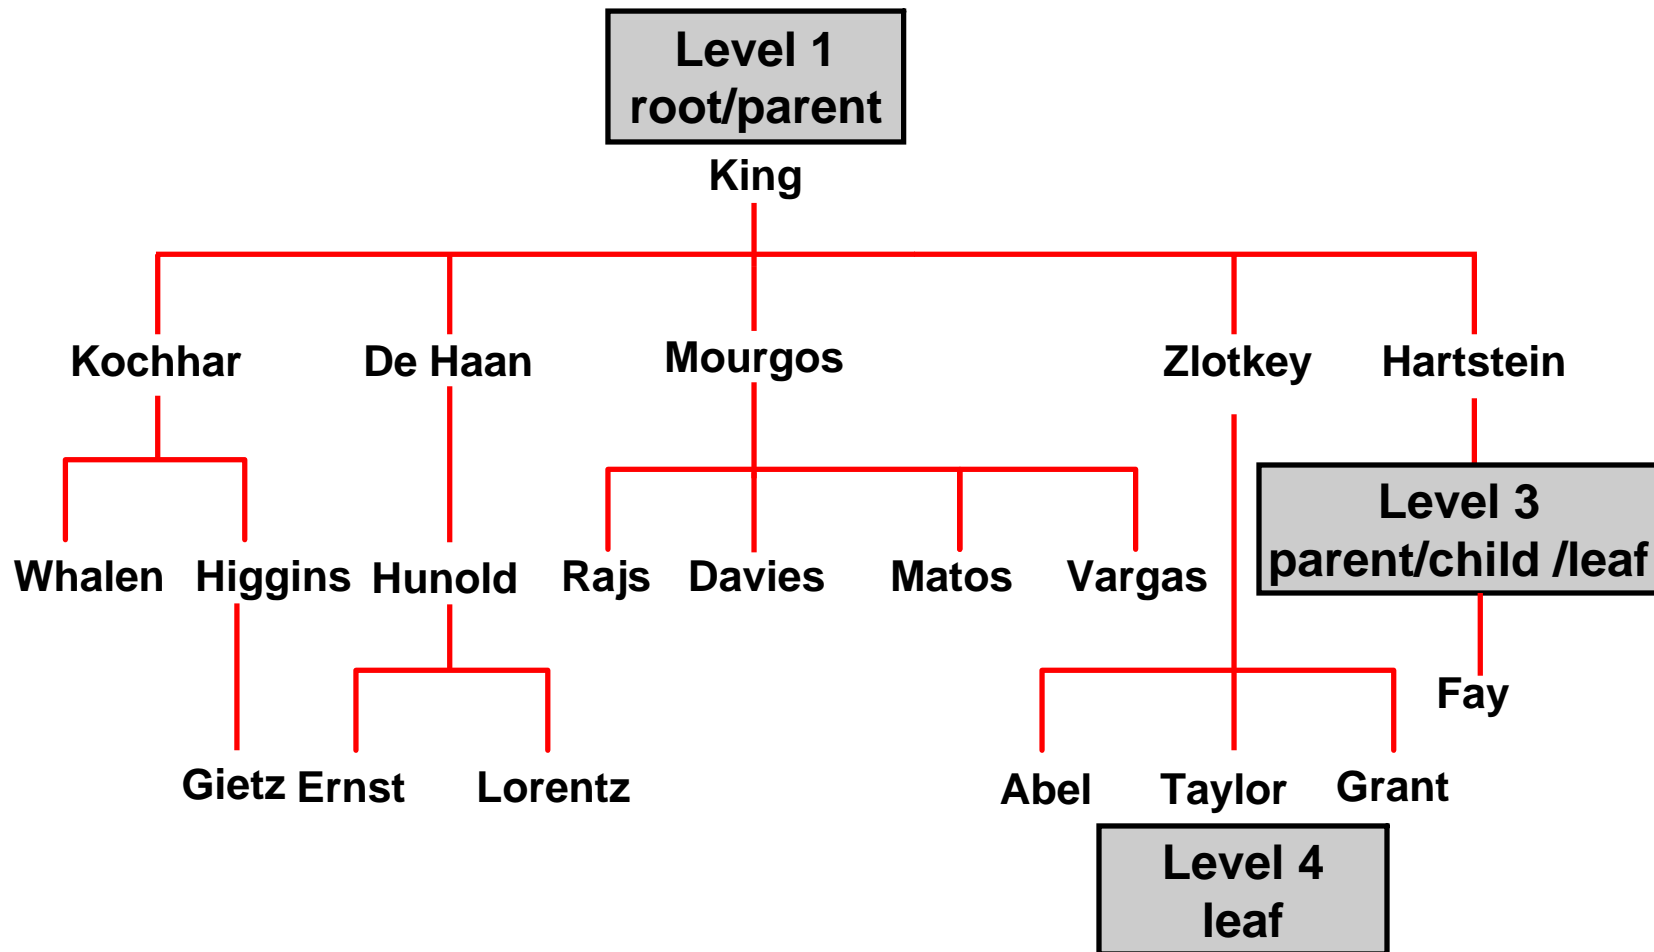 Level 1
root/parent
King
Kochhar De Haan Mourgos Zlotkey Hartstein
Level 3
parent/child /leaf
Whalen Higgins Hunold Rajs Davies Matos Vargas
Fay
Gietz Ernst Lorentz Abel Taylor Grant
Level 4
leaf